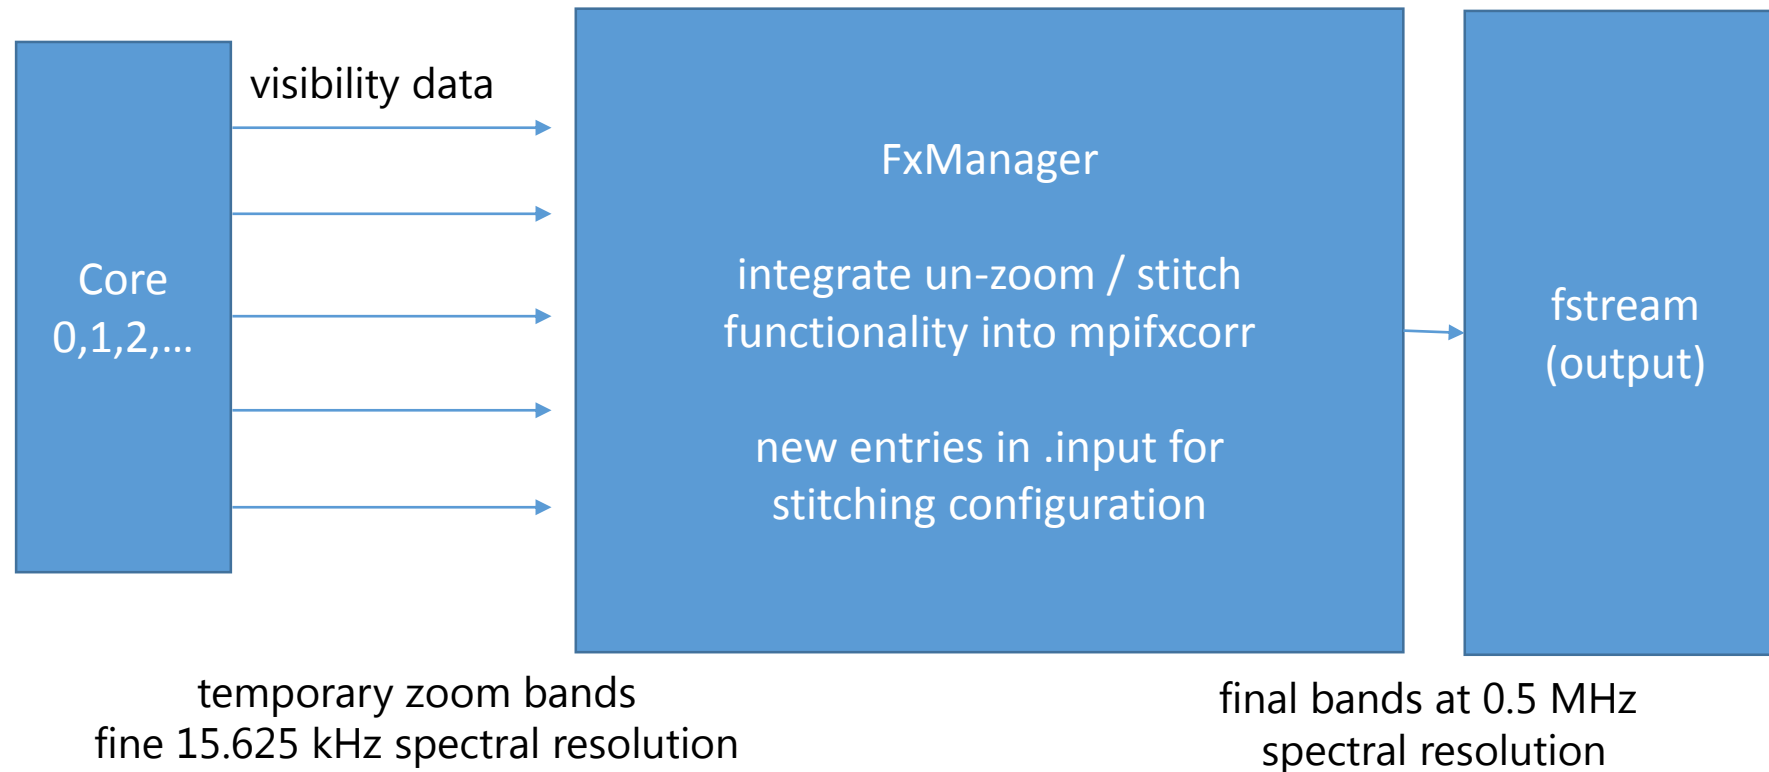 visibility data
Core
0,1,2,...
FxManager
integrate un-zoom / stitch
functionality into mpifxcorr
new entries in .input for
stitching configuration
fstream
(output)
temporary zoom bands
fine 15.625 kHz spectral resolution
final bands at 0.5 MHz
spectral resolution